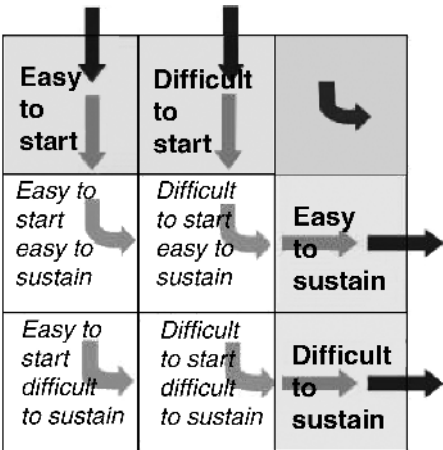 Easy
to
start
Difficult
to
start
Easy to
start
easy to
sustain
Difficult
to start
easy to
sustain
Easy
to
sustain
Easy to
start
difficult
to sustain
Difficult
to start
difficult
to sustain
Difficult
to
sustain